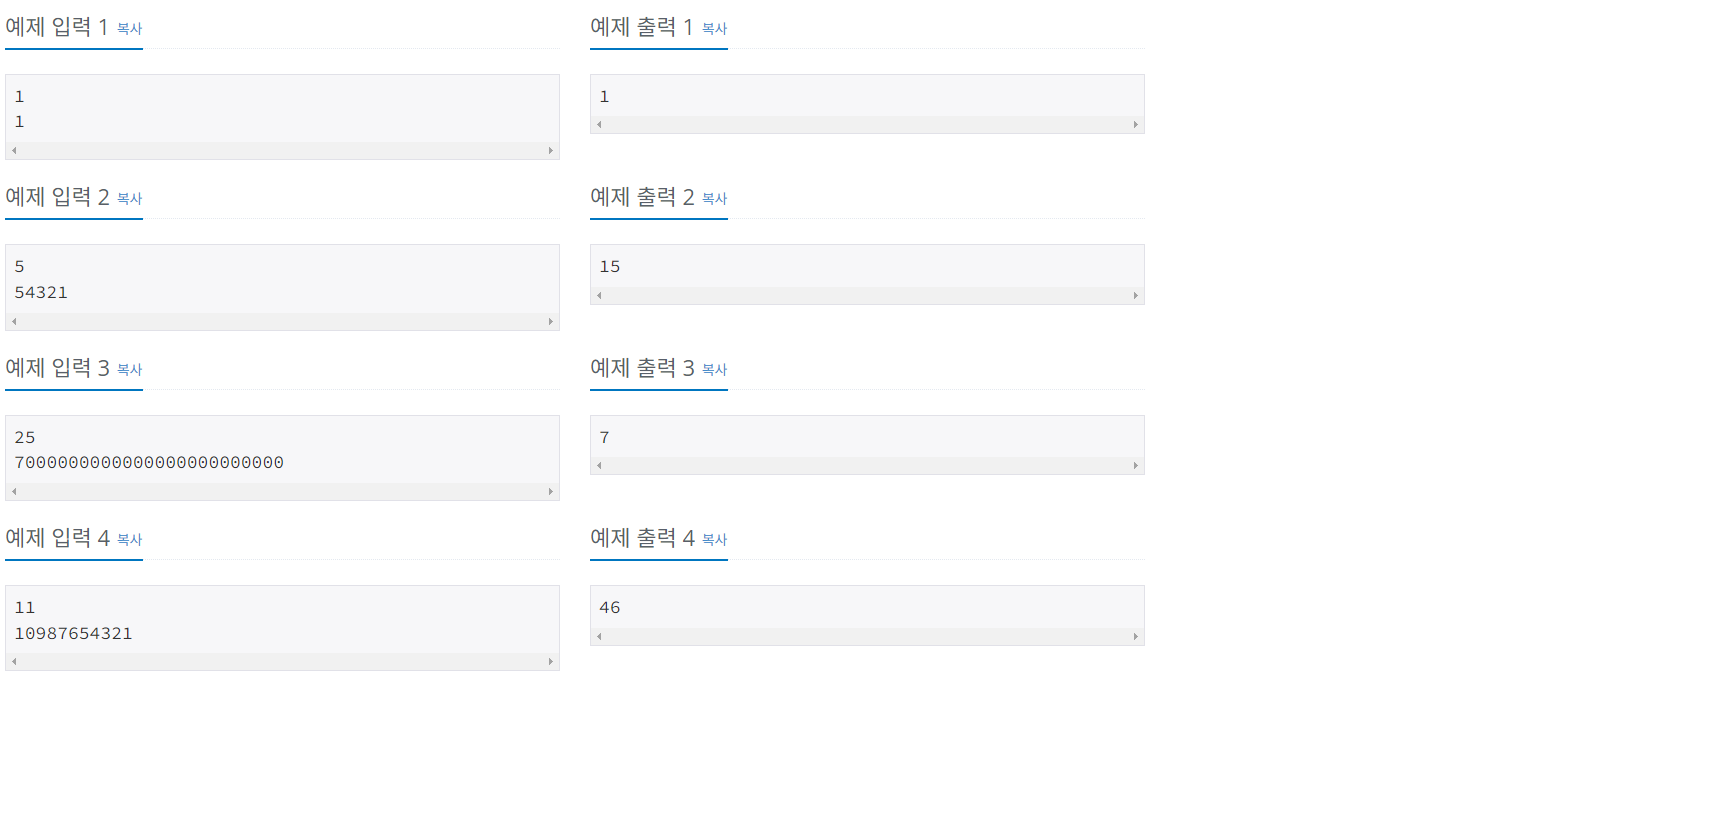 예제 입력 1 복사
1
1
예제 출력 1 복사
1
예제 입력 2 복사
5
54321
예제 출력 2 복사
15
예제 입력 3 복사
25
7000000000000000000000000
예제 출력 3 복사
7
예제 입력 4 복사
11
10987654321
예제 출력 4 복사
46